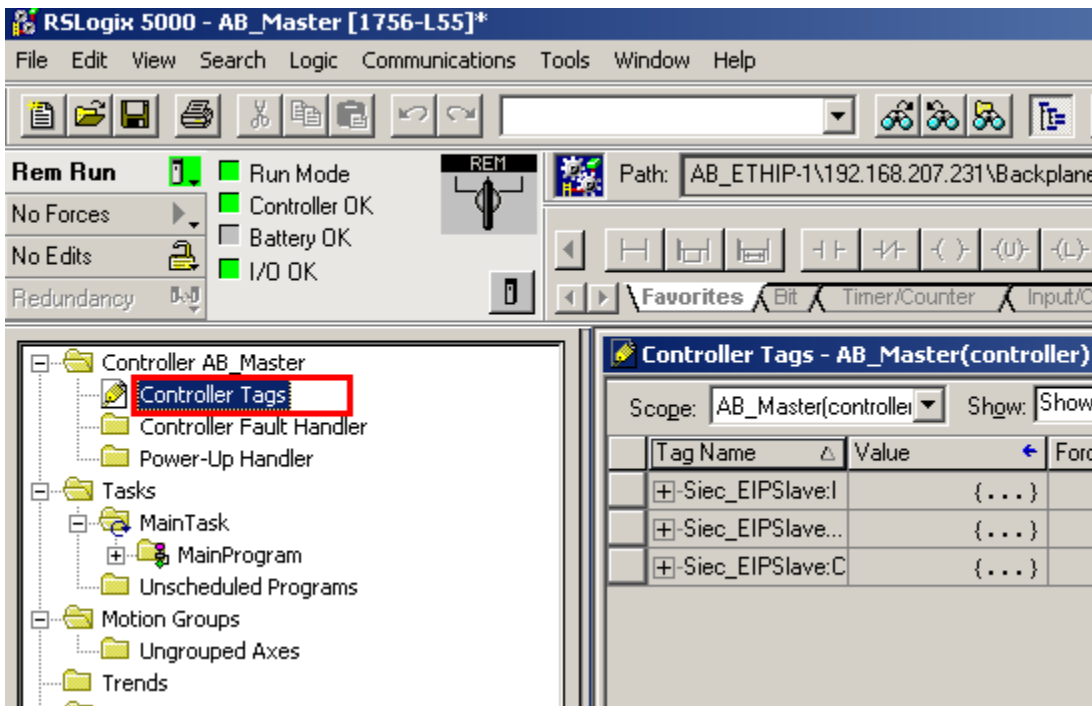 RSLogix 5000 - AB_Master [1756-L55]*
File Edit View Search Logic Communications Tools Window Help
Rem Run
No Forces
No Edits
Redundancy
Run Mode
Controller OK
Battery OK
I/O OK
REM
Path: AB_ETHIP-1\192.168.207.231\Backplane
(U) (L)
Favorites Bit Timer/Counter Input/O
Controller AB_Master
Controller Tags
Controller Fault Handler
Power-Up Handler
Tasks
MainTask
MainProgram
Unscheduled Programs
Motion Groups
Ungrouped Axes
Trends
Controller Tags - AB_Master(controller)
Scope: AB_Master(controller Show: Show
Tag Name Value Forc
Siec_EIPSlave:I {...}
Siec_EIPSlave... {...}
Siec_EIPSlave:C {...}